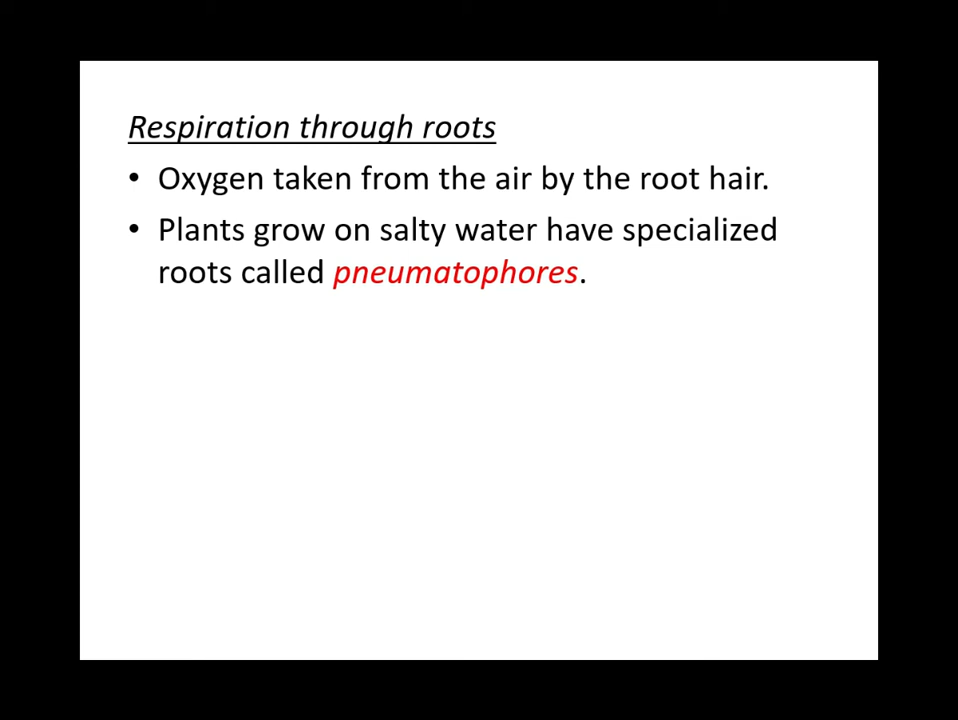 Respiration through roots
• Oxygen taken from the air by the root hair.
• Plants grow on salty water have specialized
roots called pneumatophores.